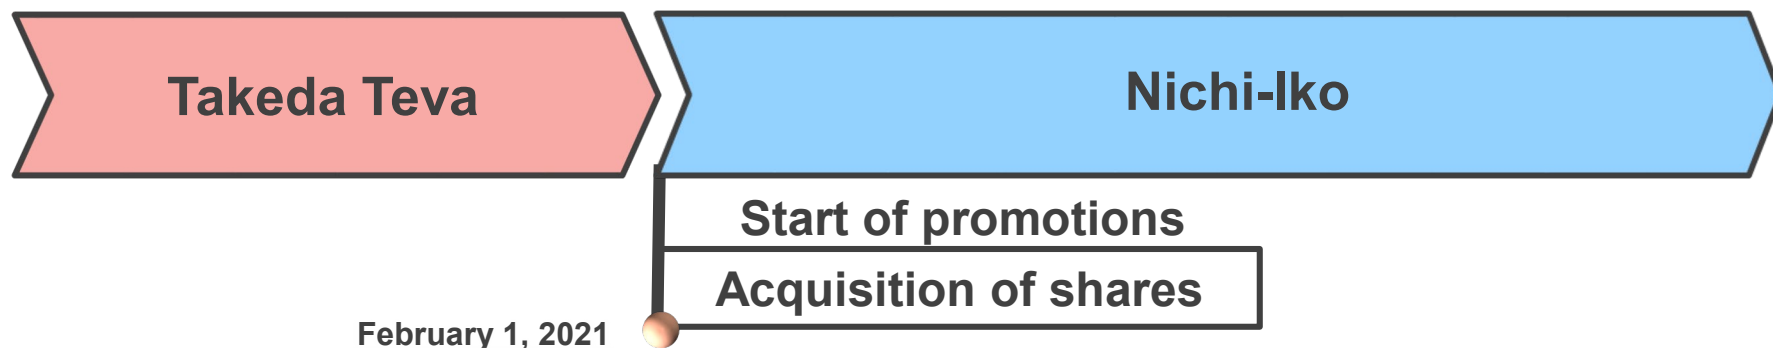 Takeda Teva
Nichi-Iko
Start of promotions
Acquisition of shares
February 1, 2021